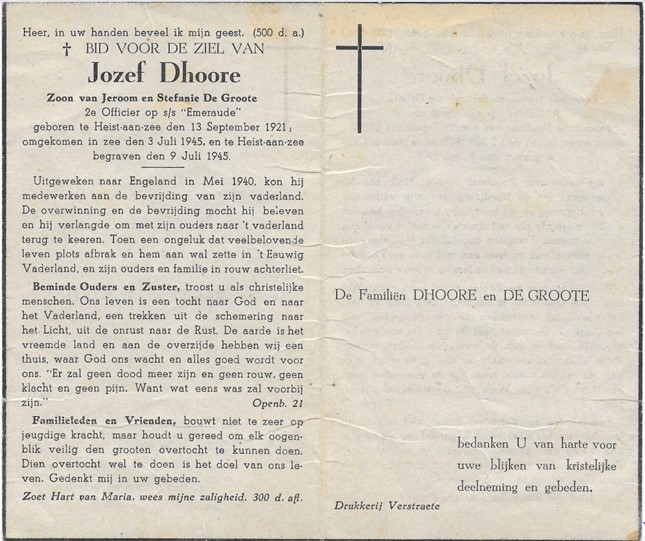 Heer, in uw handen beveel ik mijn geest. (500 d. a.)
† BID VOOR DE ZIEL VAN
Jozef Dhoore
Zoon van Jeroom en Stefanie De Groote
2e Officier op s/s "Emeraude"
geboren te Heist-aan-zee den 13 September 1921,
omgekomen in zee den 3 Juli 1945, en te Heist-aan-zee
begraven den 9 Juli 1945.
Uitgeweken naar Engeland in Mei 1940, kon hij
medewerken aan de bevrijding van zijn vaderland.
De overwinning en de bevrijding mocht hij beleven
en hij verlangde om met zijn ouders naar 't vaderland
terug te keeren. Toen een ongeluk dat veelbelovende
leven plots afbrak en hem aan wal zette in 't Eeuwig
Vaderland, en zijn ouders en familie in rouw achterliet.
Beminde Ouders en Zuster, troost u als christelijke
menschen. Ons leven is een tocht naar God en naar
het Vaderland, een trekken uit de schemering naar
het Licht, uit de onrust naar de Rust. De aarde is het
vreemde land en aan de overzijde hebben wij een
thuis, waar God ons wacht en alles goed wordt voor
ons. "Er zal geen dood meer zijn en geen rouw, geen
klacht en geen pijn. Want wat eens was zal voorbij
zijn." Openb. 21
Familieleden en Vrienden, bouwt niet te zeer op
jeugdige kracht, maar houdt u gereed om elk oogen-
blik veilig den grooten overtocht te kunnen doen.
Dien overtocht wel te doen is het doel van ons le-
ven. Gedenkt mij in uw gebeden.
Zoet Hart van Maria, wees mijne zaligheid. 300 d. afl.
De Familiën DHOORE en DE GROOTE
bedanken U van harte voor
uwe blijken van kristelijke
deelneming en gebeden.
Drukkerij Verstraete